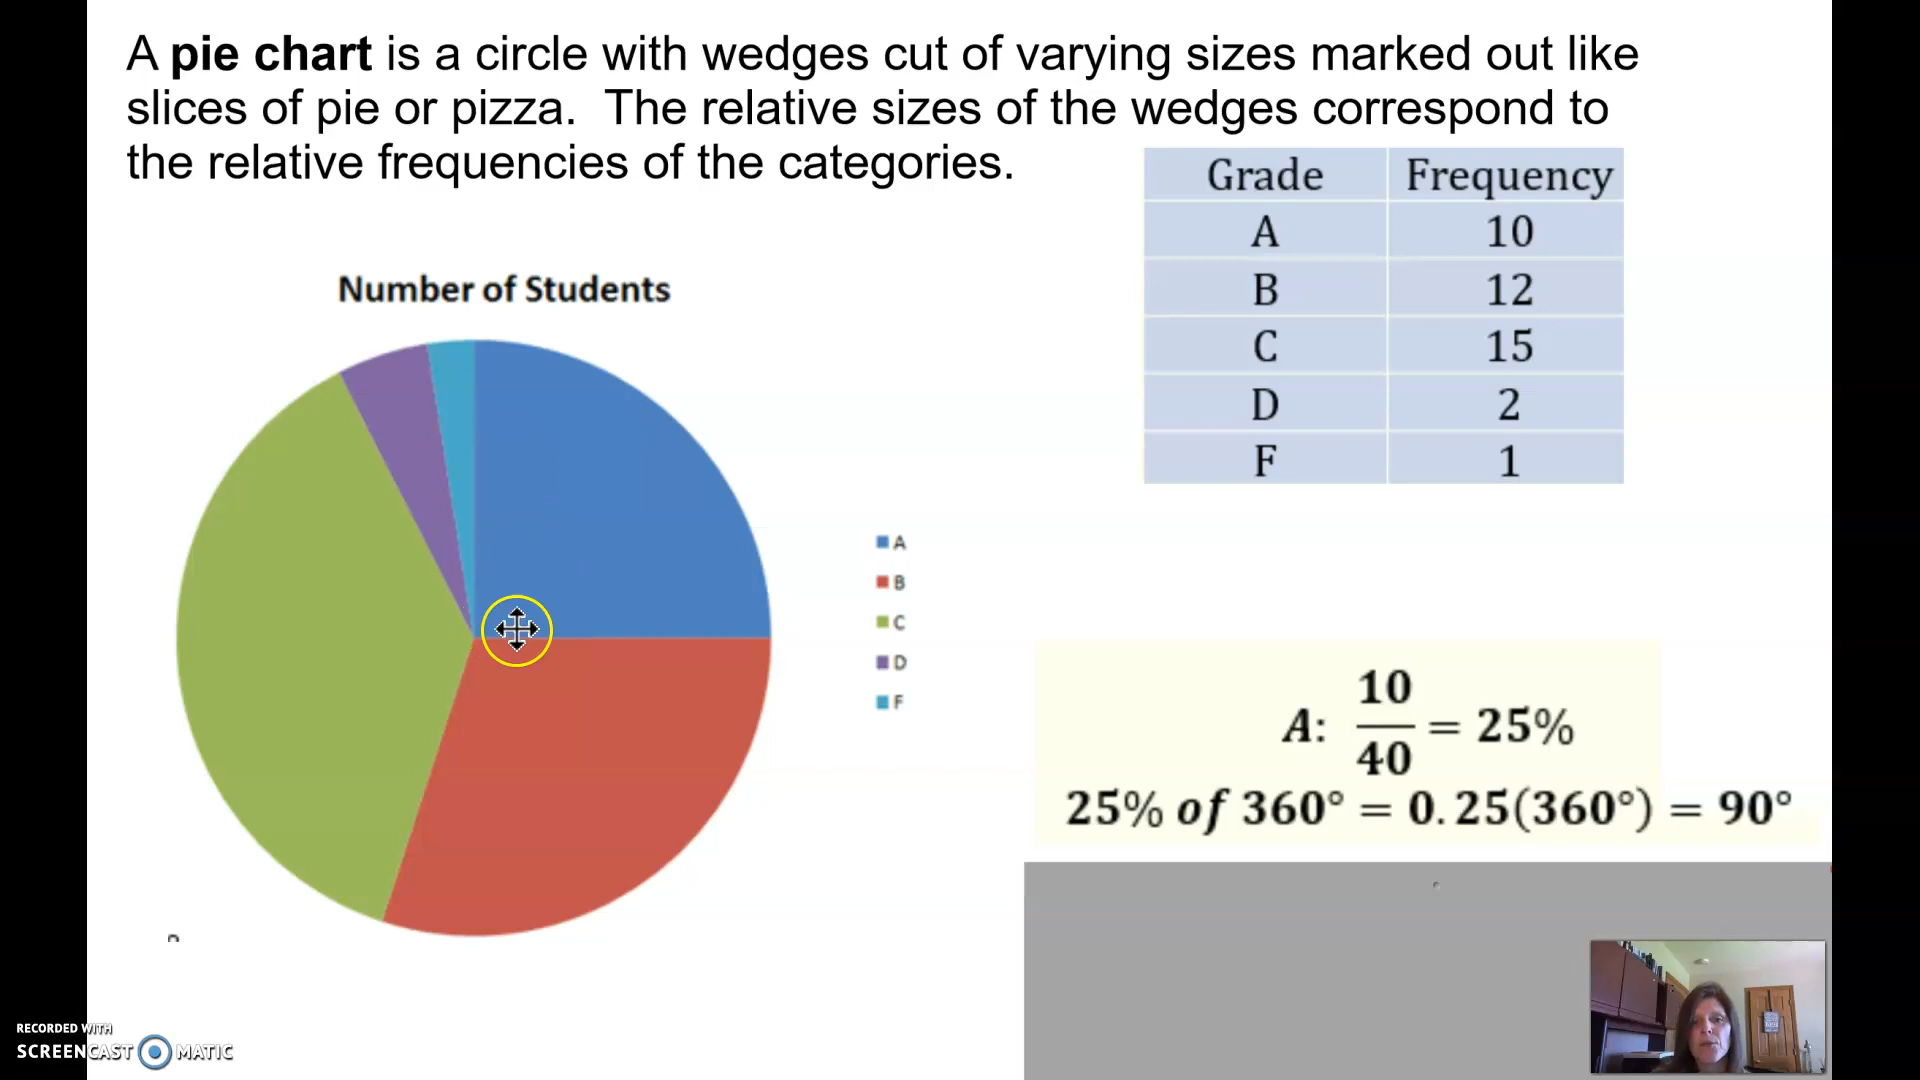 A pie chart is a circle with wedges cut of varying sizes marked out like
slices of pie or pizza. The relative sizes of the wedges correspond to
the relative frequencies of the categories.
Grade Frequency
A 10
B 12
C 15
D 2
F 1
Number of Students
A
B
C
D
F
A: 10/40 = 25%
25% of 360° = 0.25(360°) = 90°
RECORDED WITH
SCREENCAST MATIC